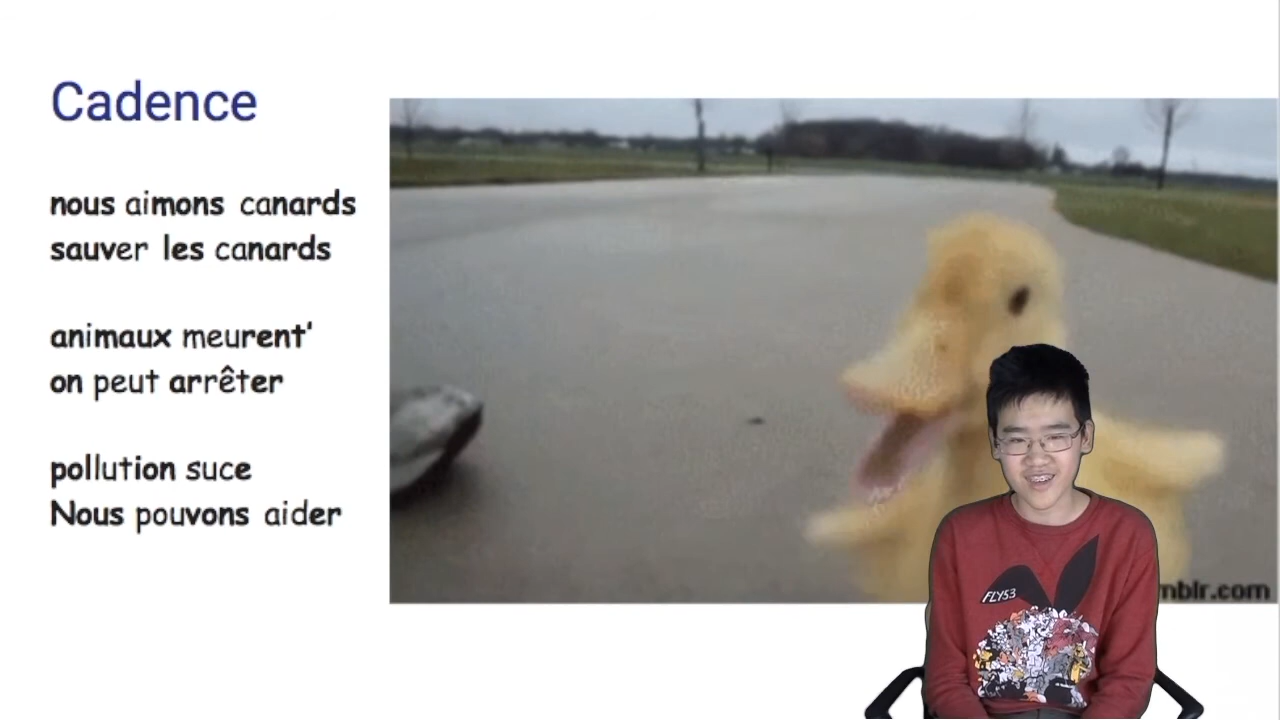 Cadence
nous aimons canards
sauver les canards
animaux meurent'
on peut arrêter
pollution suce
Nous pouvons aider
FLY53
mblr.com